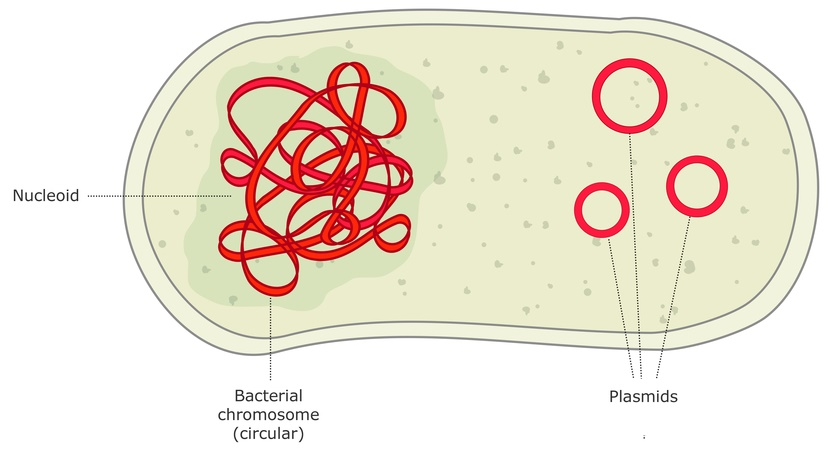 Nucleoid
Bacterial
chromosome
(circular)
Plasmids